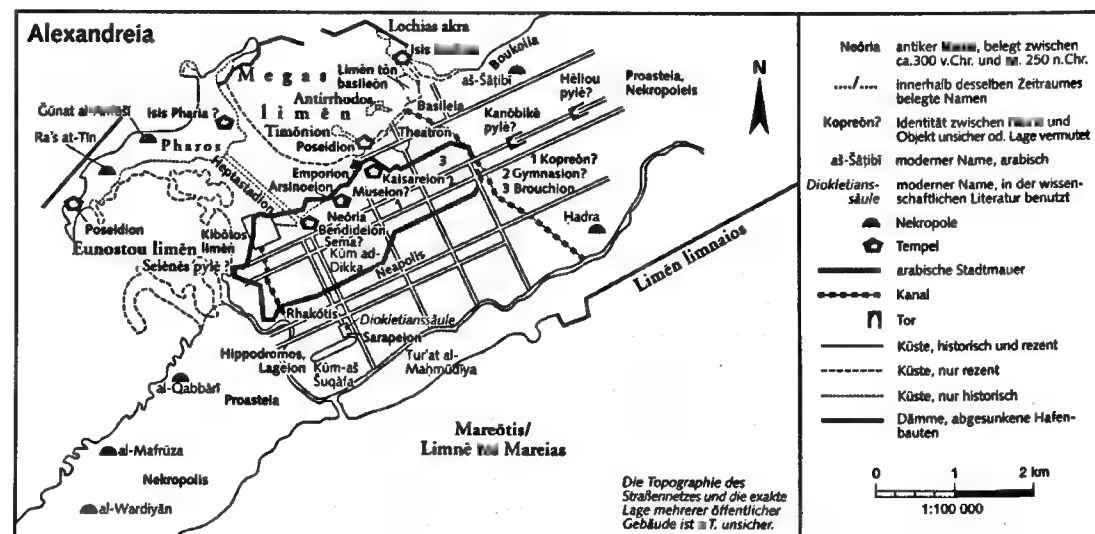 Alexandreia
Lochias akra
Isis
Boukolia
aš-Šāṭibī
Megas
limēn
Limēn tōn
basileōn
Antirrhodos
Basileia
Hēliou
pylē?
Proasteia,
Nekropoleis
N
Kanōbikē
pylē?
Ǧūnat
Isis Pharia ?
Ra's at-Tīn
Pharos
Timōnion
Poseidion
Theatron
Heptastadion
Emporion
Arsinoeion
Kaisareion
Museion?
3
2
1
1 Kopreōn?
2 Gymnasion?
3 Brouchion
Poseidion
Eunostou limēn
Kibōtos
limēn
Selēnēs pylē ?
Neōria
Bendideion
Sema?
Kūm ad-
Dikka
Neapolis
Ḥaḍra
Limēn limnaios
Rhakōtis
Diokletianssäule
Sarapeion
Hippodromos,
Lageion
Kūm-aš
Šuqāfa
Tur'at al-
Maḥmūdīya
al-Qabbārī
Proasteia
Mareōtis/
Limnē Mareias
al-Mafrūza
Nekropolis
al-Wardiyān
Die Topographie des
Straßennetzes und die exakte
Lage mehrerer öffentlicher
Gebäude ist T. unsicher.
Neōria antiker belegt zwischen
ca.300 v.Chr. und 250 n.Chr.
innerhalb desselben Zeitraumes
belegte Namen
Kopreōn? Identität zwischen und
Objekt unsicher od. Lage vermutet
aš-Šāṭibī moderner Name, arabisch
Diokletians- moderner Name, in der wissen-
säule schaftlichen Literatur benutzt
Nekropole
Tempel
arabische Stadtmauer
Kanal
Tor
Küste, historisch und rezent
Küste, nur rezent
Küste, nur historisch
Dämme, abgesunkene Hafen-
bauten
0 1 2 km
1:100 000